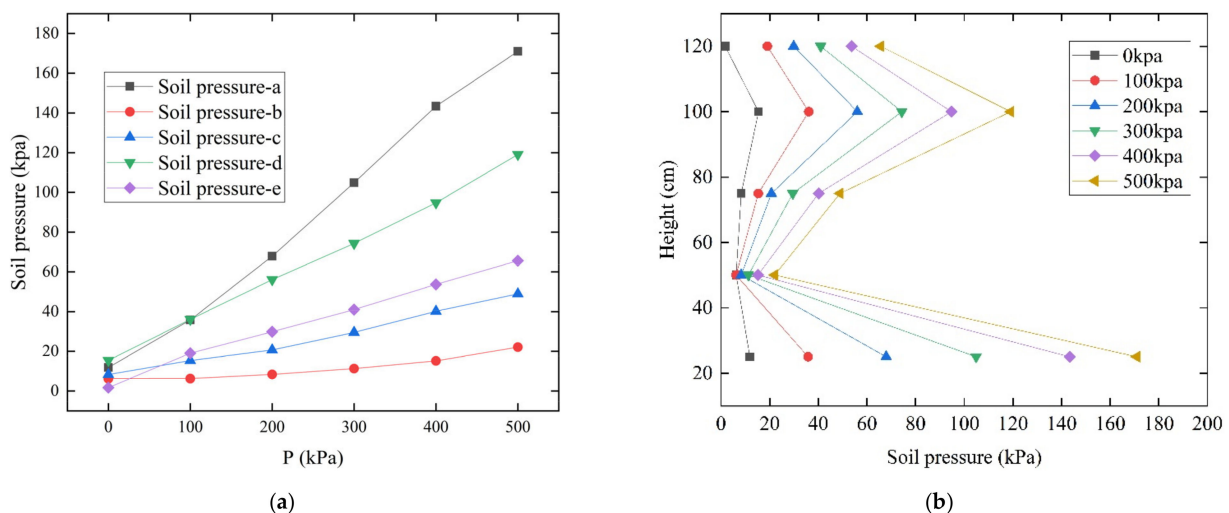 180
160
140
120
100
80
60
40
20
0
Soil pressure (kpa)
Soil pressure-a
Soil pressure-b
Soil pressure-c
Soil pressure-d
Soil pressure-e
0 100 200 300 400 500
P (kPa)
(a)
120
100
80
60
40
20
Height (cm)
0kpa
100kpa
200kpa
300kpa
400kpa
500kpa
0 20 40 60 80 100 120 140 160 180 200
Soil pressure (kPa)
(b)